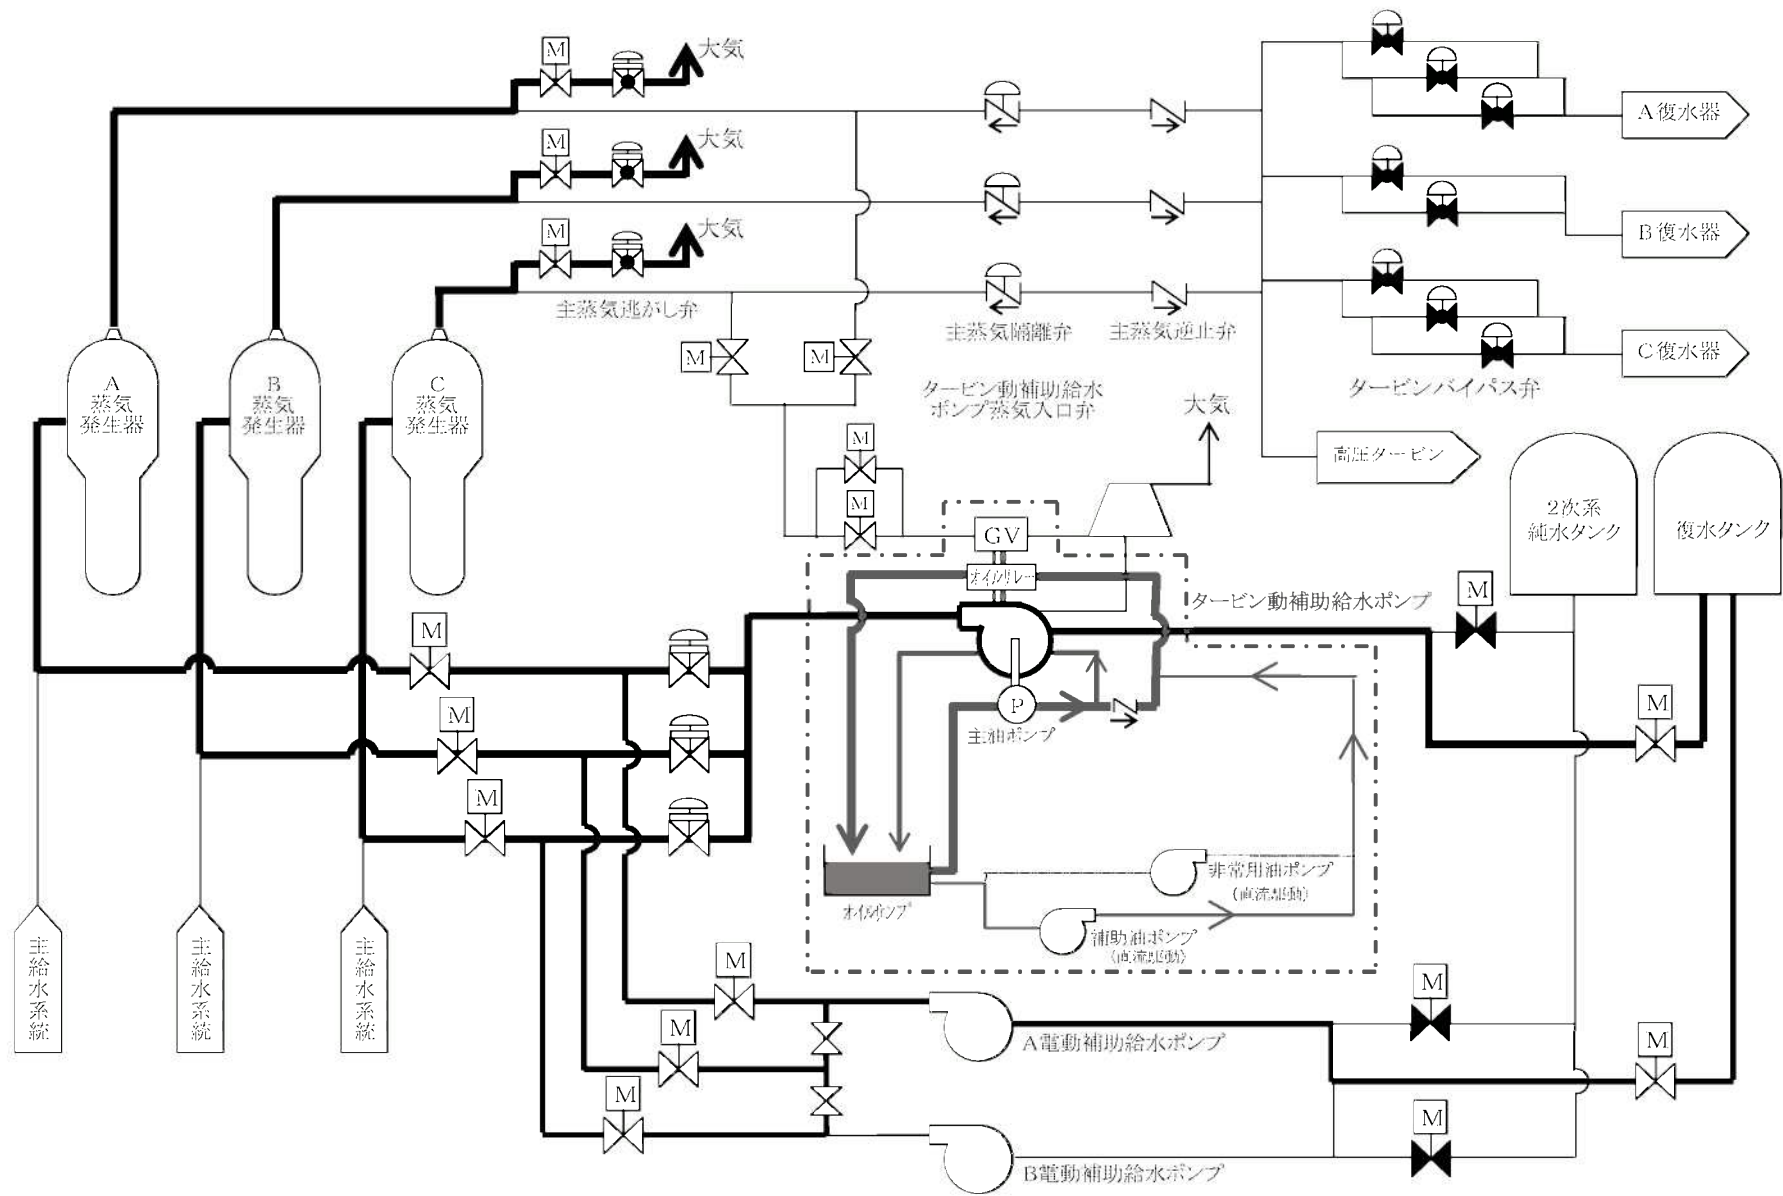 M
大気
M
大気
M
大気
主蒸気逃がし弁
主蒸気隔離弁
主蒸気逆止弁
A復水器
B復水器
C復水器
タービンバイパス弁
高圧タービン
M
M
タービン動補助給水
ポンプ蒸気入口弁
大気
A
蒸気
発生器
B
蒸気
発生器
C
蒸気
発生器
M
M
GV
オイルリレー
タービン動補助給水ポンプ
2次系
純水タンク
復水タンク
M
M
M
M
M
P
主油ポンプ
オイルサンプ
非常用油ポンプ
(直流駆動)
補助油ポンプ
(直流駆動)
主給水系統
主給水系統
主給水系統
M
M
M
A電動補助給水ポンプ
B電動補助給水ポンプ
M
M
M